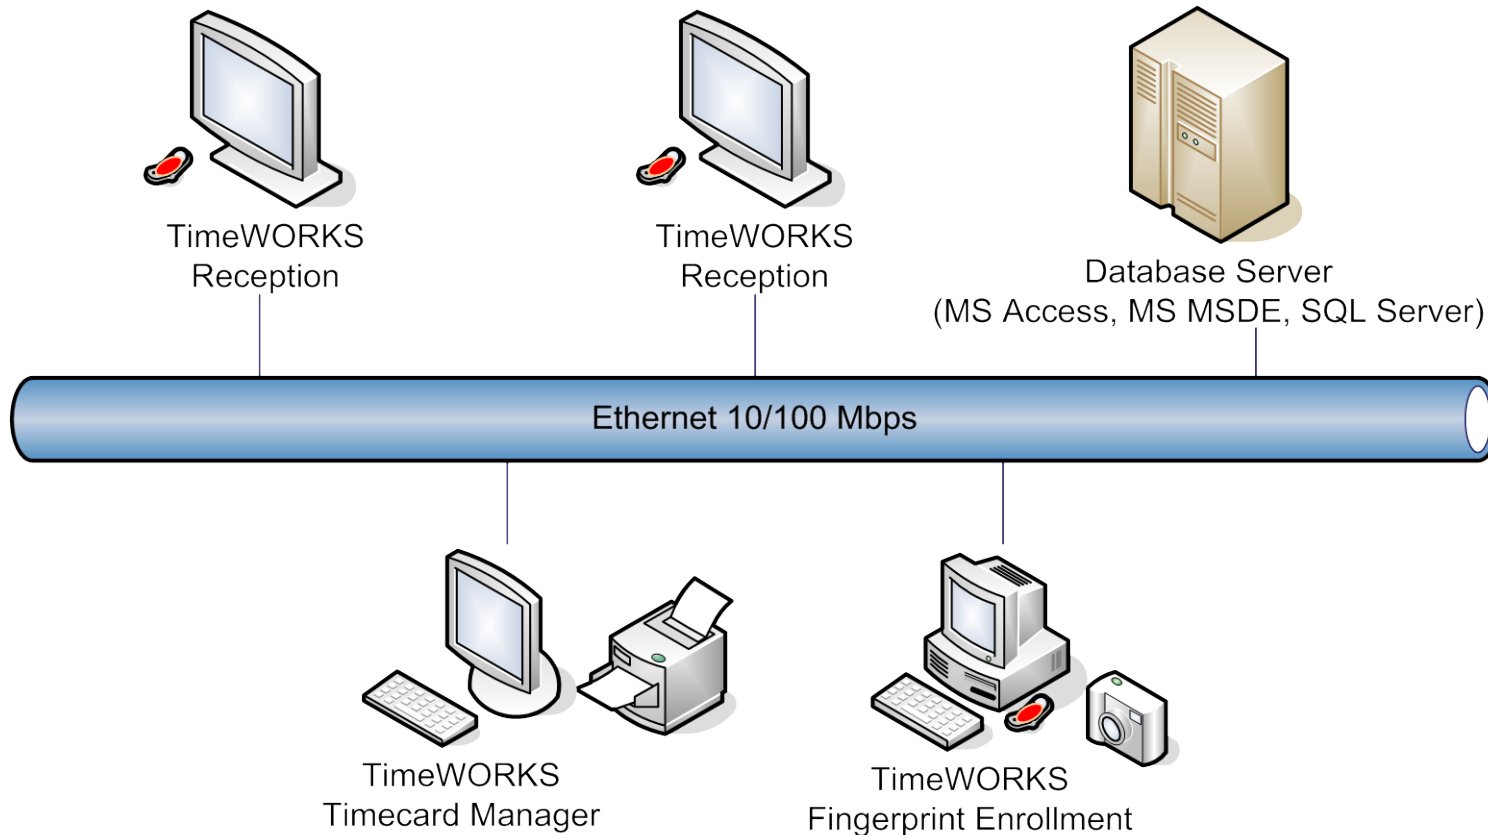 TimeWORKS
Reception
TimeWORKS
Reception
Database Server
(MS Access, MS MSDE, SQL Server)
Ethernet 10/100 Mbps
TimeWORKS
Timecard Manager
TimeWORKS
Fingerprint Enrollment